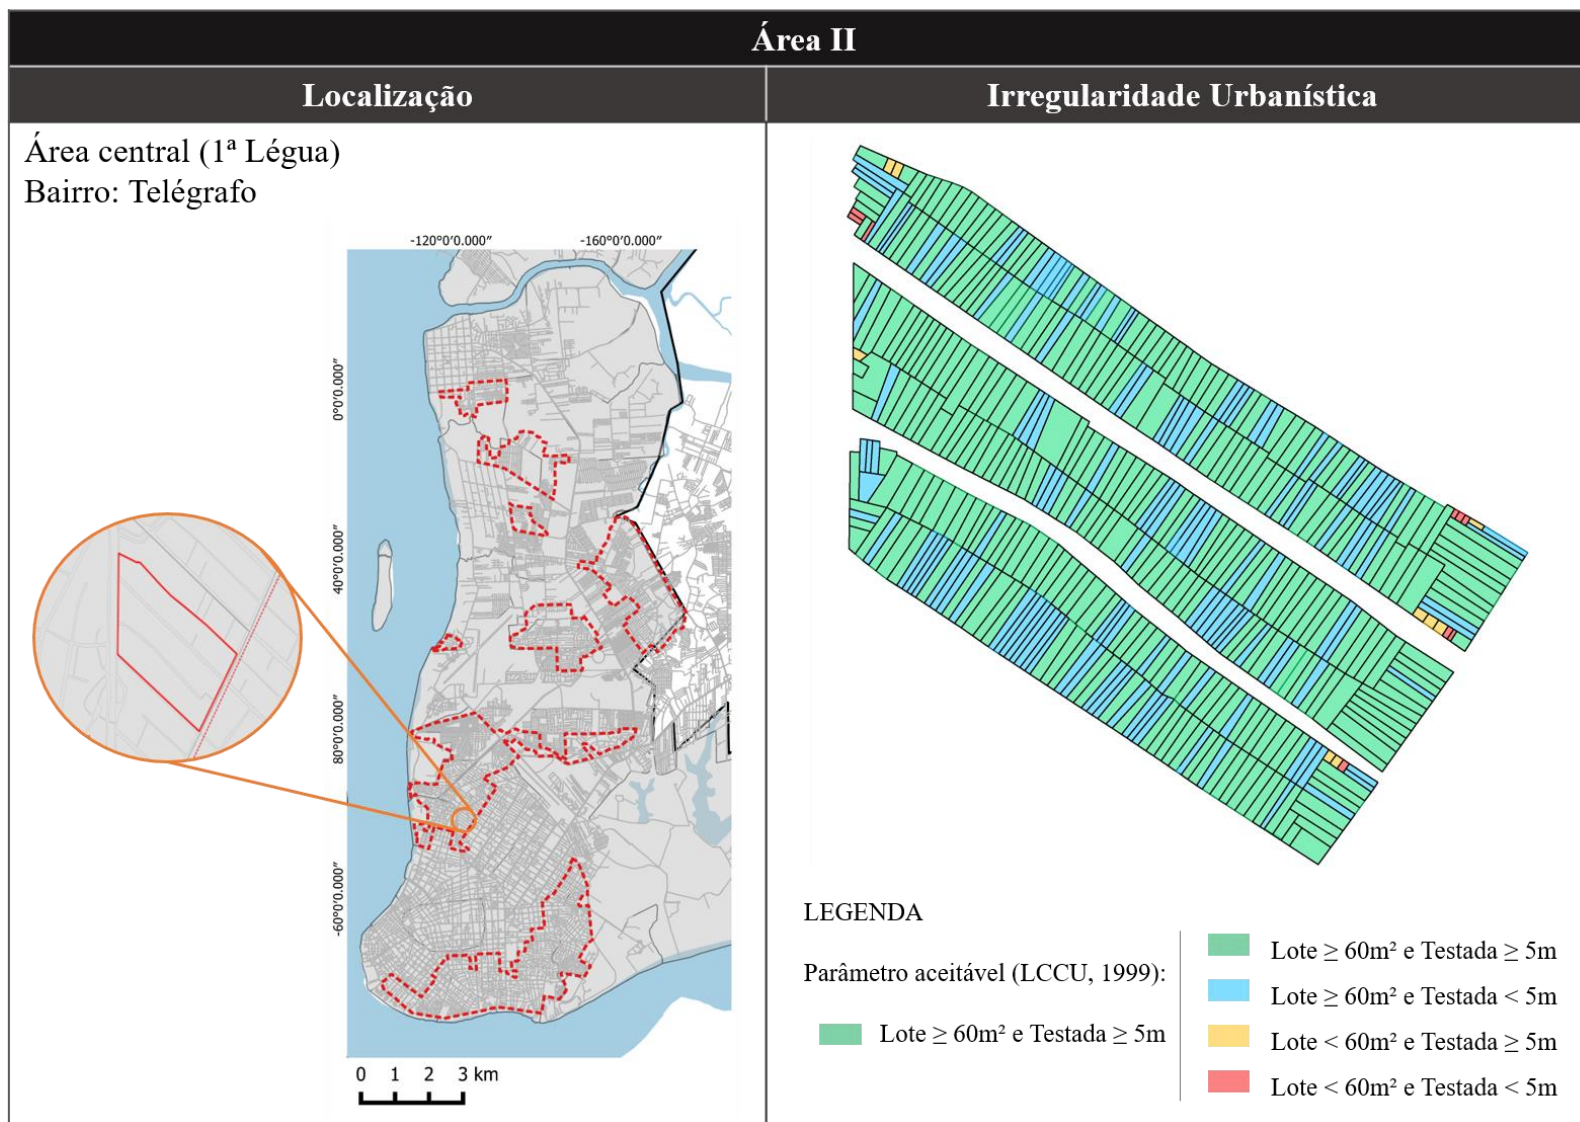 Área II
Localização
Irregularidade Urbanística
Área central (1ª Légua)
Bairro: Telégrafo
-120°0'0.000"
-160°0'0.000"
0°0'0.000"
40°0'0.000"
80°0'0.000"
-60°0'0.000"
0 1 2 3 km
LEGENDA
Parâmetro aceitável (LCCU, 1999):
Lote ≥ 60m² e Testada ≥ 5m
Lote ≥ 60m² e Testada ≥ 5m
Lote ≥ 60m² e Testada < 5m
Lote < 60m² e Testada ≥ 5m
Lote < 60m² e Testada < 5m